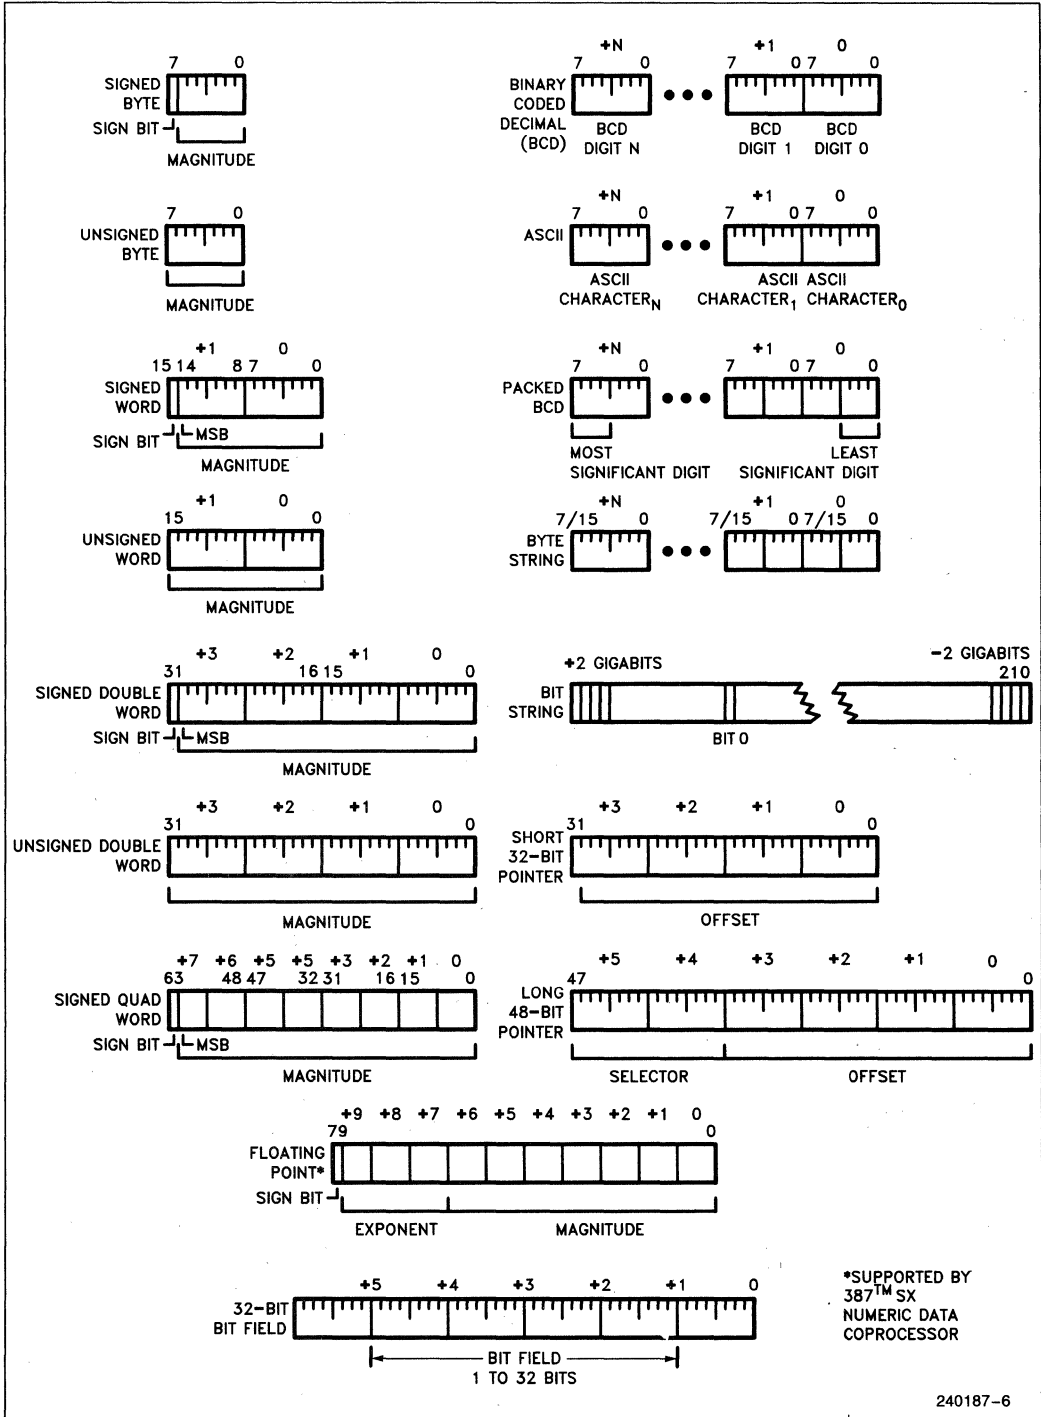 7 0
SIGNED
BYTE
SIGN BIT
MAGNITUDE
+N +1 0
7 0 7 0 7 0
BINARY
CODED
DECIMAL
(BCD)
BCD
DIGIT N
BCD
DIGIT 1
BCD
DIGIT 0
7 0
UNSIGNED
BYTE
MAGNITUDE
+N +1 0
7 0 7 0 7 0
ASCII
ASCII
CHARACTERN
ASCII ASCII
CHARACTER1 CHARACTER0
+1 0
15 14 8 7 0
SIGNED
WORD
SIGN BIT MSB
MAGNITUDE
+N +1 0
7 0 7 0 7 0
PACKED
BCD
MOST
SIGNIFICANT DIGIT
LEAST
SIGNIFICANT DIGIT
+1 0
15 0
UNSIGNED
WORD
MAGNITUDE
+N +1 0
7/15 0 7/15 0 7/15 0
BYTE
STRING
+3 +2 +1 0
31 16 15 0
SIGNED DOUBLE
WORD
SIGN BIT MSB
MAGNITUDE
+2 GIGABITS -2 GIGABITS
210
BIT
STRING
BIT 0
+3 +2 +1 0
31 0
UNSIGNED DOUBLE
WORD
MAGNITUDE
+3 +2 +1 0
31 0
SHORT
32-BIT
POINTER
OFFSET
+7 +6 +5 +5 +3 +2 +1 0
63 48 47 32 31 16 15 0
SIGNED QUAD
WORD
SIGN BIT MSB
MAGNITUDE
+5 +4 +3 +2 +1 0
47 0
LONG
48-BIT
POINTER
SELECTOR OFFSET
+9 +8 +7 +6 +5 +4 +3 +2 +1 0
79 0
FLOATING
POINT*
SIGN BIT
EXPONENT MAGNITUDE
+5 +4 +3 +2 +1 0
32-BIT
BIT FIELD
BIT FIELD
1 TO 32 BITS
*SUPPORTED BY
387TM SX
NUMERIC DATA
COPROCESSOR
240187-6